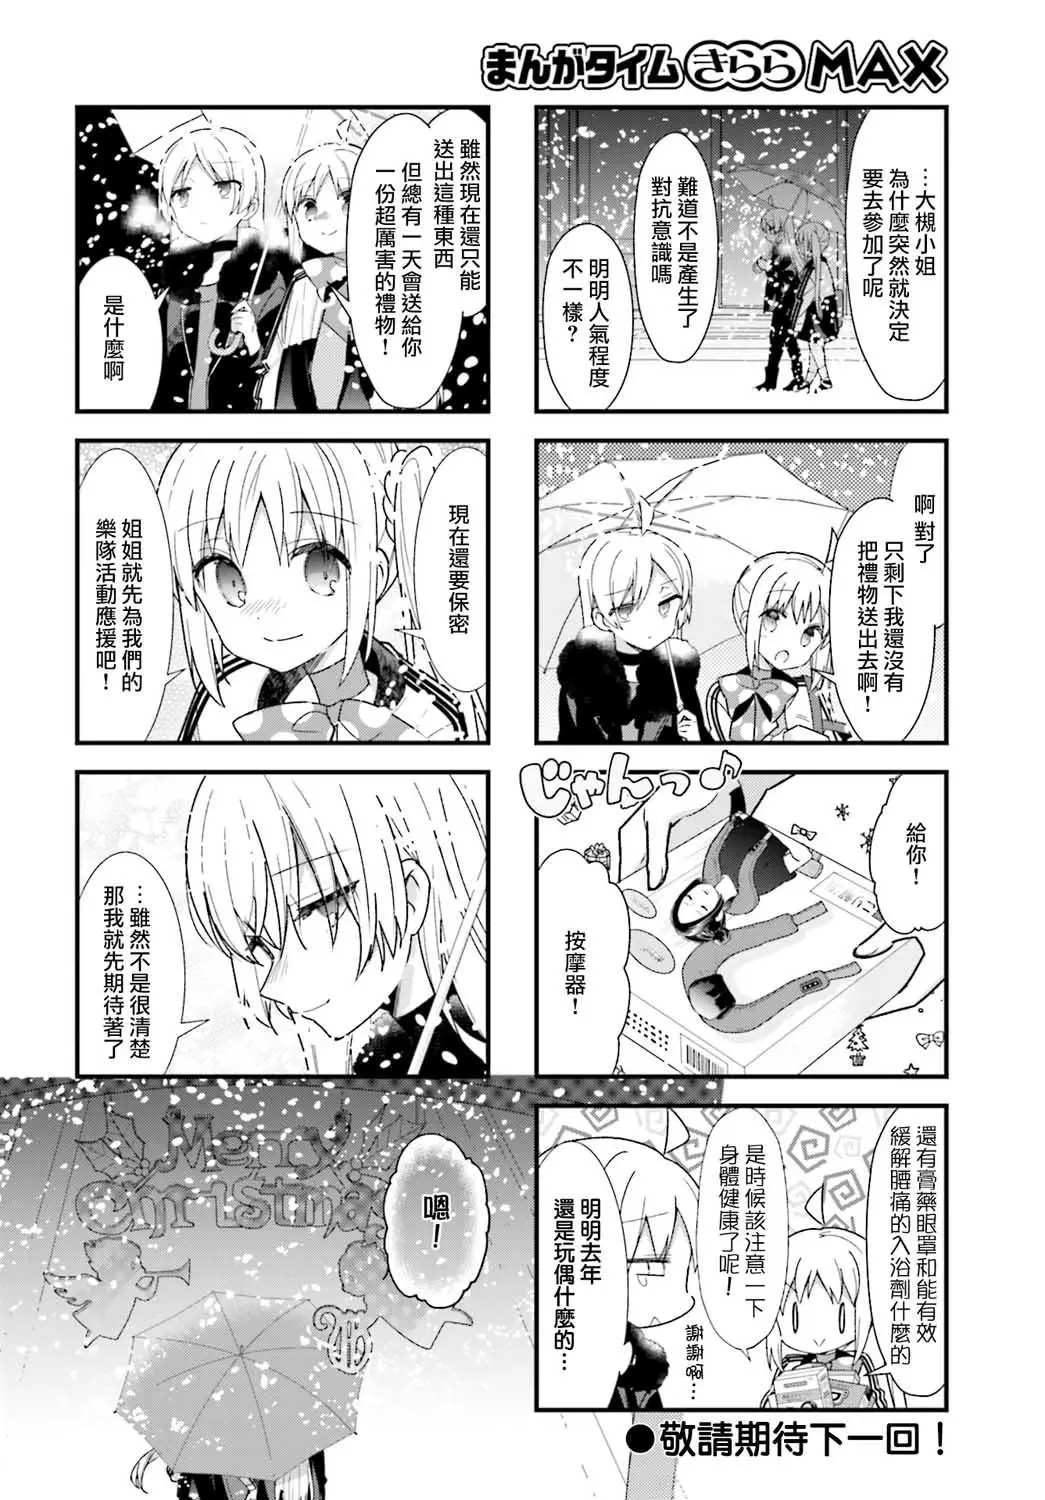 まんがタイムきららMAX
…大槻小姐
為什麼突然就決定
要去參加了呢
難道不是產生了
對抗意識嗎
明明人氣程度
不一樣？
啊 對了
只剩下我還沒有
把禮物送出去啊！
じゃんっ♪
給你！
按摩器！
還有膏藥眼罩和能有效
緩解腰痛的入浴劑什麼的
是時候該注意一下
身體健康了呢！
明明去年
還是玩偶什麼的…
謝謝啊…
雖然現在還只能
送出這種東西
但總有一天會送給你
一份超厲害的禮物！
是什麼啊
現在還要保密
姐姐就先為我們的
樂隊活動應援吧！
…雖然不是很清楚
那我就先期待著了
Merry
Christmas
嗯！
●敬請期待下一回！